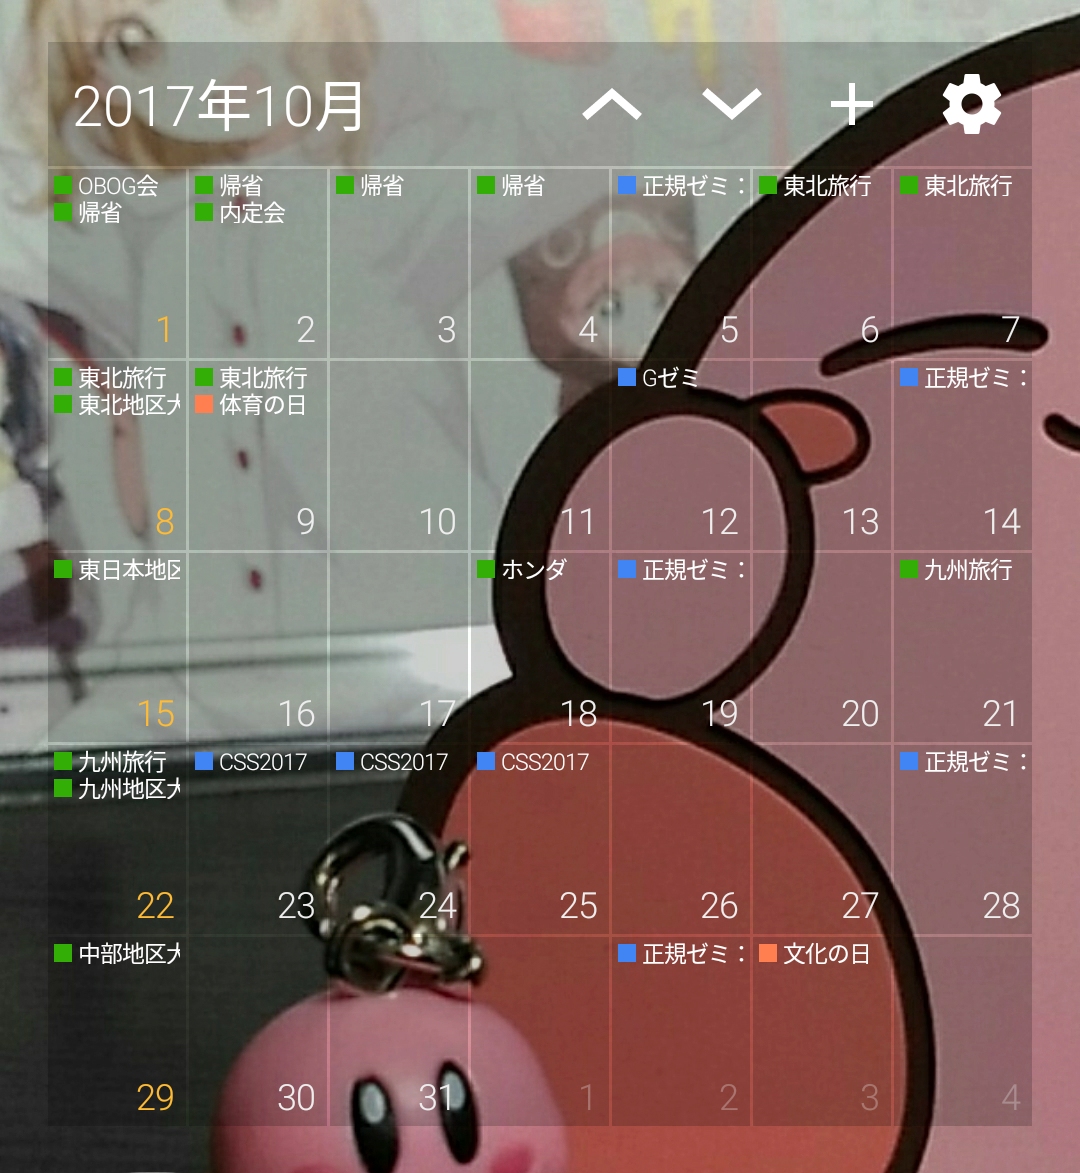 2017年10月
OBOG会 帰省 帰省 帰省 正規ゼミ： 東北旅行 東北旅行
帰省 内定会
1 2 3 4 5 6 7
東北旅行 東北旅行 Gゼミ 正規ゼミ：
東北地区 体育の日
8 9 10 11 12 13 14
東日本地区 ホンダ 正規ゼミ： 九州旅行
15 16 17 18 19 20 21
九州旅行 CSS2017 CSS2017 CSS2017 正規ゼミ：
九州地区
22 23 24 25 26 27 28
中部地区 正規ゼミ： 文化の日
29 30 31 1 2 3 4